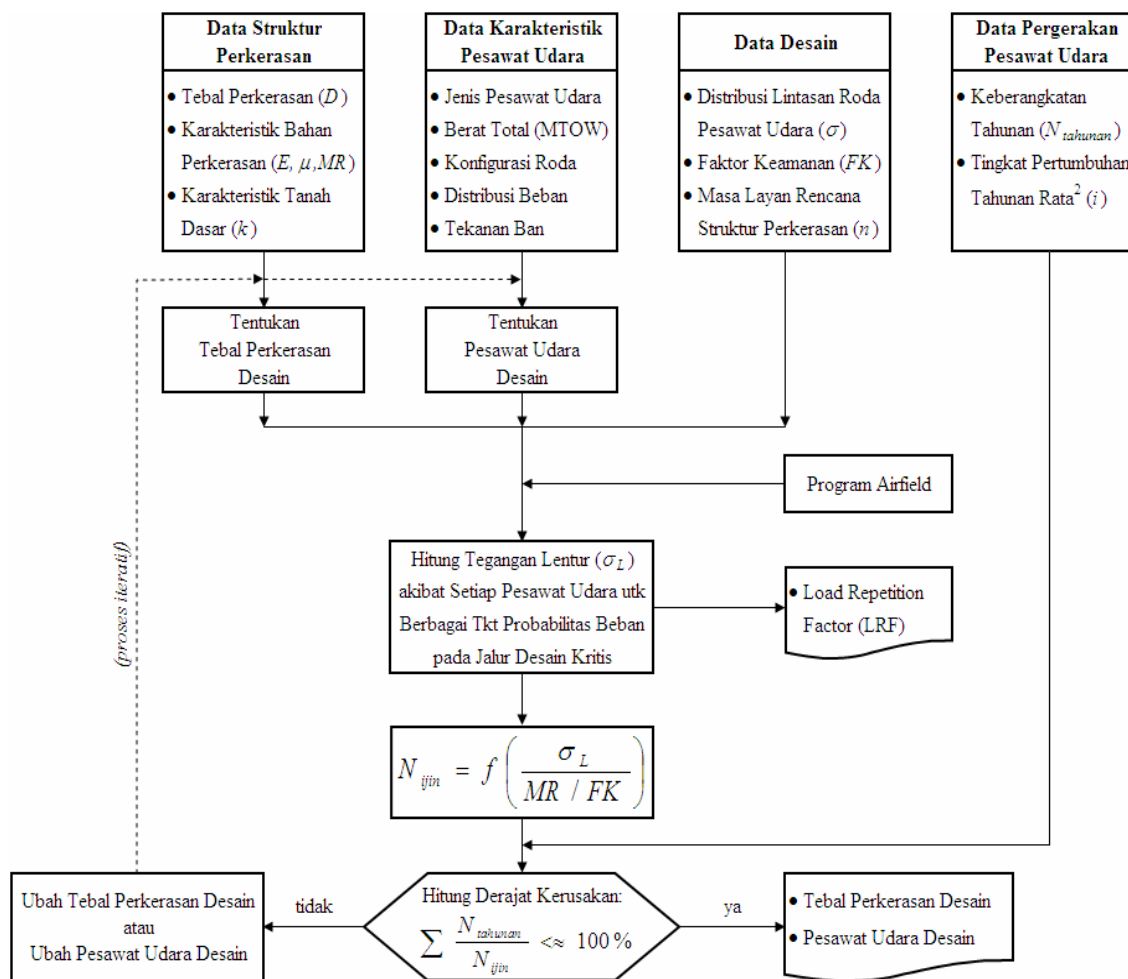 Data Struktur
Perkerasan
• Tebal Perkerasan (D)
• Karakteristik Bahan
Perkerasan (E, μ,MR)
• Karakteristik Tanah
Dasar (k)
Data Karakteristik
Pesawat Udara
• Jenis Pesawat Udara
• Berat Total (MTOW)
• Konfigurasi Roda
• Distribusi Beban
• Tekanan Ban
Data Desain
• Distribusi Lintasan Roda
Pesawat Udara (σ)
• Faktor Keamanan (FK)
• Masa Layan Rencana
Struktur Perkerasan (n)
Data Pergerakan
Pesawat Udara
• Keberangkatan
Tahunan (N tahunan)
• Tingkat Pertumbuhan
Tahunan Rata² (i)
Tentukan
Tebal Perkerasan
Desain
Tentukan
Pesawat Udara
Desain
Program Airfield
(proses iteratif)
Hitung Tegangan Lentur (σ L)
akibat Setiap Pesawat Udara utk
Berbagai Tkt Probabilitas Beban
pada Jalur Desain Kritis
• Load Repetition
Factor (LRF)
N ijin = f ( σ L / (MR / FK) )
Ubah Tebal Perkerasan Desain
atau
Ubah Pesawat Udara Desain
tidak
Hitung Derajat Kerusakan:
∑ N tahunan / N ijin <≈ 100 %
ya
• Tebal Perkerasan Desain
• Pesawat Udara Desain